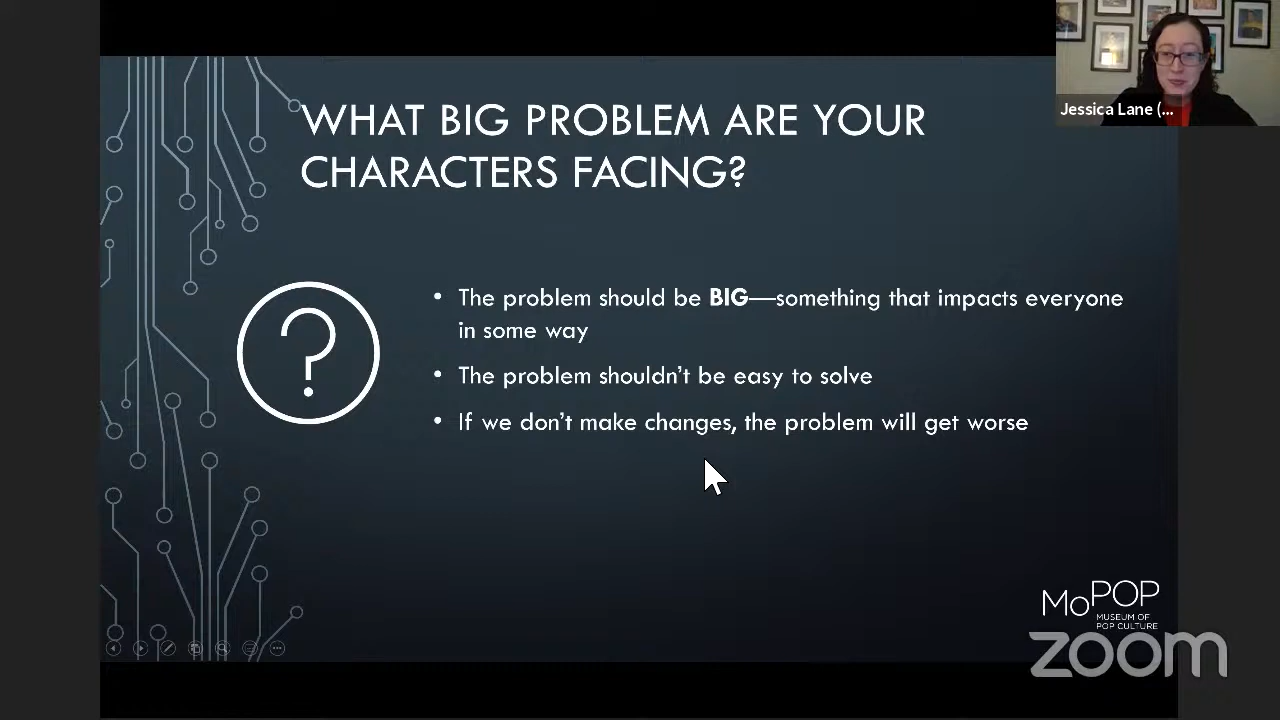 Jessica Lane (...
WHAT BIG PROBLEM ARE YOUR
CHARACTERS FACING?
?
• The problem should be BIG—something that impacts everyone
in some way
• The problem shouldn't be easy to solve
• If we don't make changes, the problem will get worse
MoPOP
MUSEUM OF
POP CULTURE
zoom